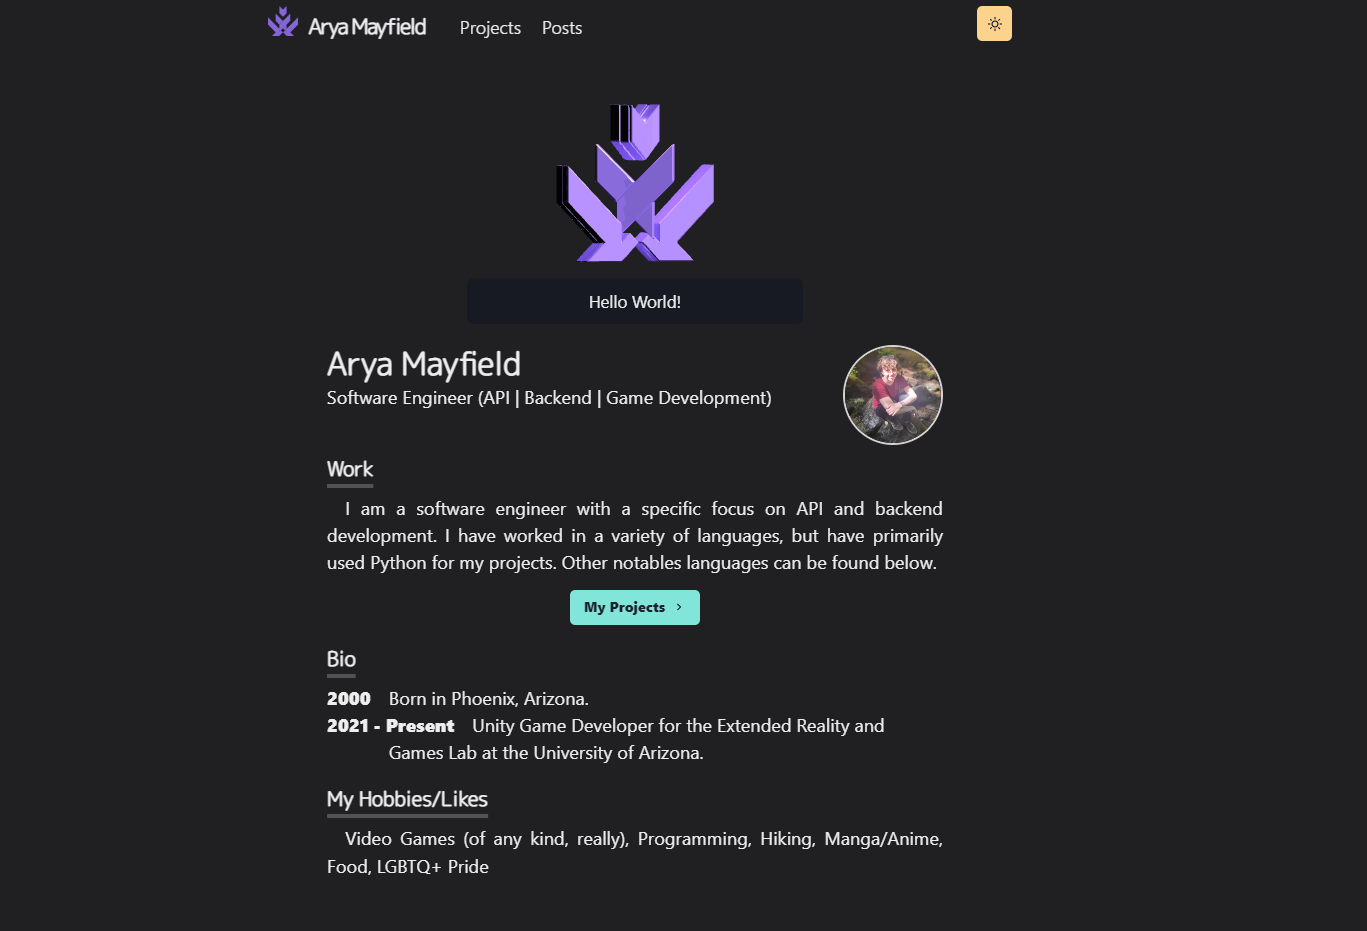 Arya Mayfield Projects Posts
Hello World!
Arya Mayfield
Software Engineer (API | Backend | Game Development)
Work
I am a software engineer with a specific focus on API and backend
development. I have worked in a variety of languages, but have primarily
used Python for my projects. Other notables languages can be found below.
My Projects
Bio
2000 Born in Phoenix, Arizona.
2021 - Present Unity Game Developer for the Extended Reality and
Games Lab at the University of Arizona.
My Hobbies/Likes
Video Games (of any kind, really), Programming, Hiking, Manga/Anime,
Food, LGBTQ+ Pride